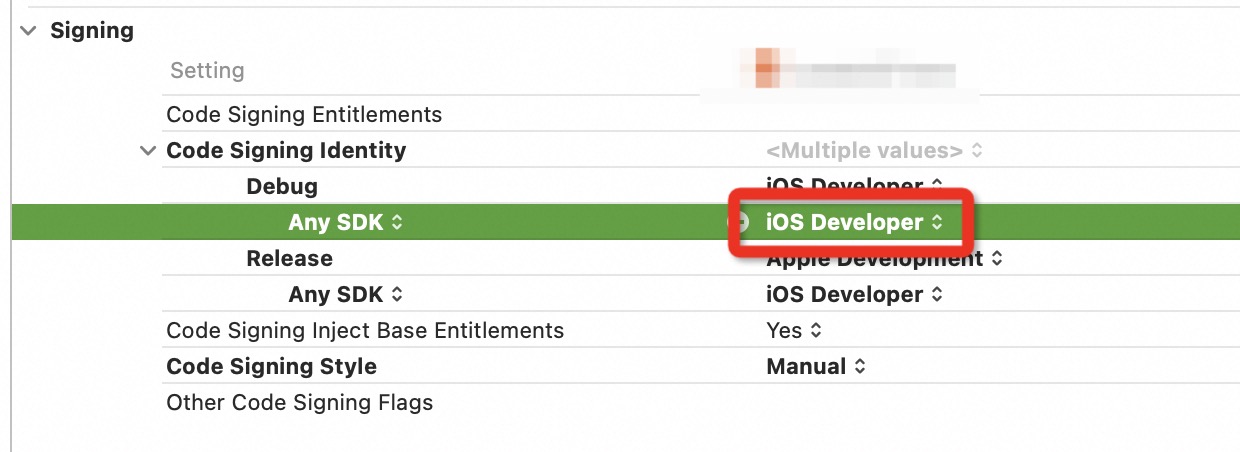 Signing
Setting
Code Signing Entitlements
Code Signing Identity <Multiple values>
Debug iOS Developer
Any SDK iOS Developer
Release Apple Development
Any SDK iOS Developer
Code Signing Inject Base Entitlements Yes
Code Signing Style Manual
Other Code Signing Flags